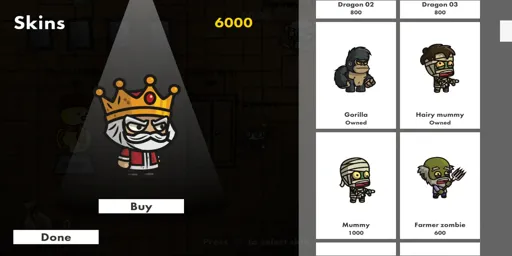 Skins
6000
Buy
Done
Dragon 02
800
Dragon 03
800
Gorilla
Owned
Hairy mummy
Owned
Mummy
1000
Farmer zombie
600